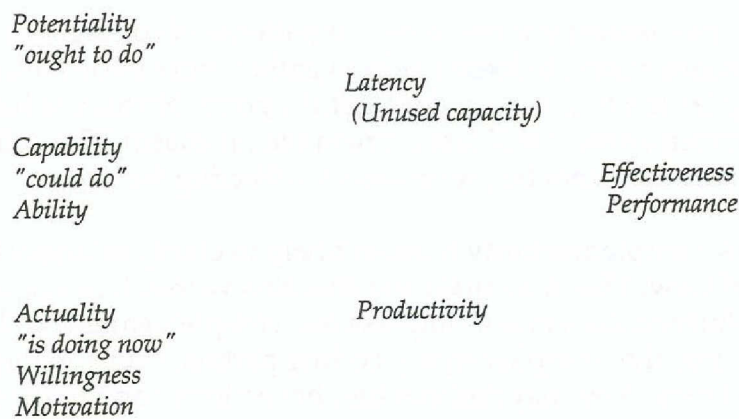 Potentiality
"ought to do"
Latency
(Unused capacity)
Capability
"could do"
Ability
Effectiveness
Performance
Actuality
"is doing now"
Willingness
Motivation
Productivity